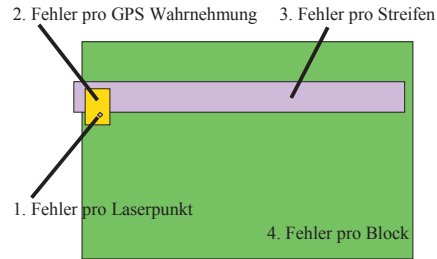 2. Fehler pro GPS Wahrnehmung
3. Fehler pro Streifen
1. Fehler pro Laserpunkt
4. Fehler pro Block